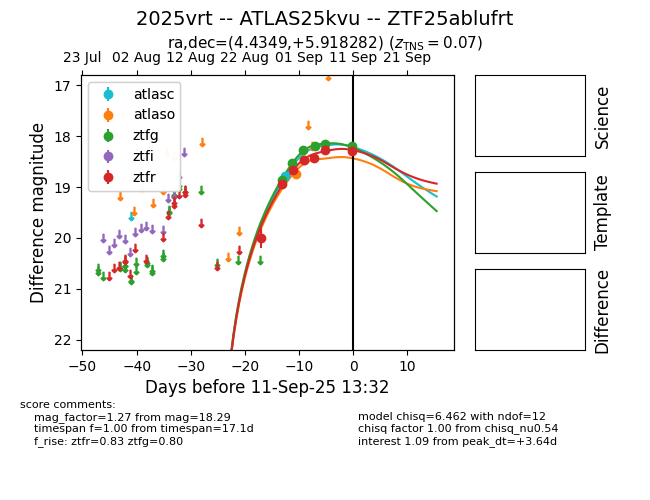 2025vrt -- ATLAS25kvu -- ZTF25ablufrt
ra,dec=(4.4349,+5.918282) (z_TNS = 0.07)
23 Jul 02 Aug 12 Aug 22 Aug 01 Sep 11 Sep 21 Sep
17
18
19
20
21
22
Difference magnitude
atlasc
atlaso
ztfg
ztfi
ztfr
−50 −40 −30 −20 −10 0 10
Days before 11-Sep-25 13:32
Science
Template
Difference
score comments:
mag_factor=1.27 from mag=18.29
timespan f=1.00 from timespan=17.1d
f_rise: ztfr=0.83 ztfg=0.80
model chisq=6.462 with ndof=12
chisq factor 1.00 from chisq_nu0.54
interest 1.09 from peak_dt=+3.64d